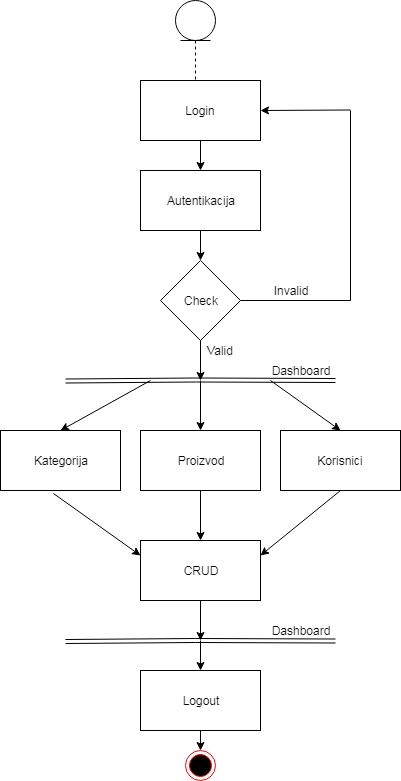 Login
Autentikacija
Check
Invalid
Valid
Dashboard
Kategorija
Proizvod
Korisnici
CRUD
Dashboard
Logout